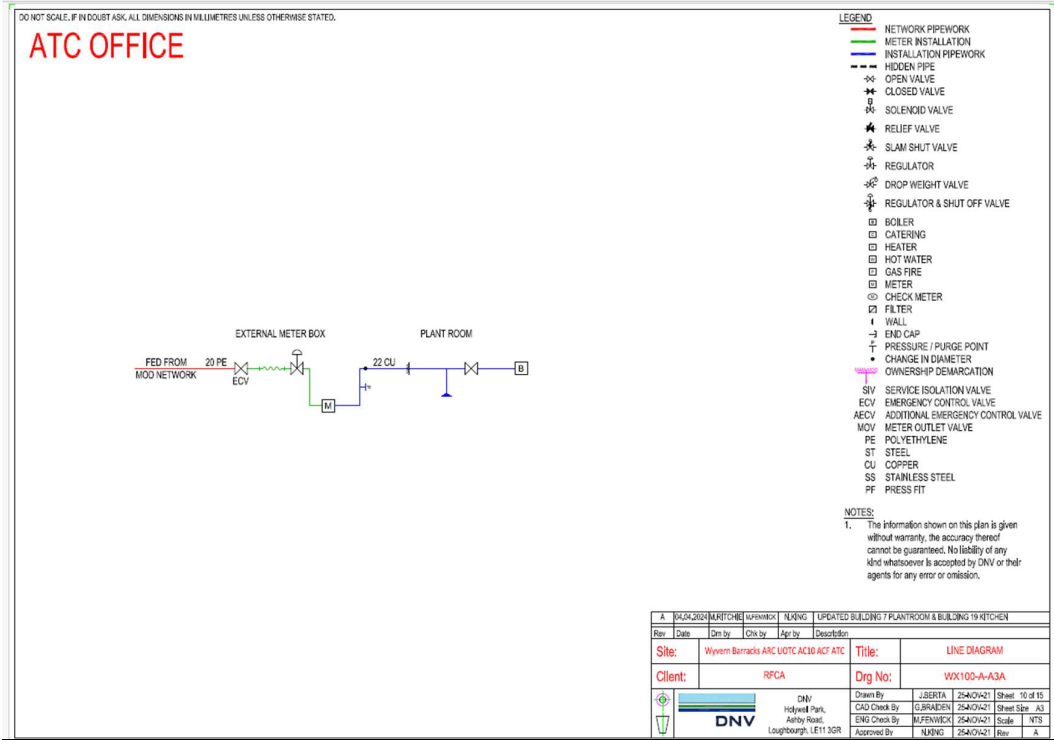 DO NOT SCALE. IF IN DOUBT ASK. ALL DIMENSIONS IN MILLIMETRES UNLESS OTHERWISE STATED.
ATC OFFICE
EXTERNAL METER BOX
PLANT ROOM
FED FROM
MOD NETWORK
20 PE
ECV
M
22 CU
B
LEGEND
NETWORK PIPEWORK
METER INSTALLATION
INSTALLATION PIPEWORK
HIDDEN PIPE
OPEN VALVE
CLOSED VALVE
SOLENOID VALVE
RELIEF VALVE
SLAM SHUT VALVE
REGULATOR
DROP WEIGHT VALVE
REGULATOR & SHUT OFF VALVE
BOILER
CATERING
HEATER
HOT WATER
GAS FIRE
METER
CHECK METER
FILTER
WALL
END CAP
PRESSURE / PURGE POINT
CHANGE IN DIAMETER
OWNERSHIP DEMARCATION
SIV SERVICE ISOLATION VALVE
ECV EMERGENCY CONTROL VALVE
AECV ADDITIONAL EMERGENCY CONTROL VALVE
MOV METER OUTLET VALVE
PE POLYETHYLENE
ST STEEL
CU COPPER
SS STAINLESS STEEL
PF PRESS FIT
NOTES:
1. The information shown on this plan is given
without warranty, the accuracy thereof
cannot be guaranteed. No liability of any
kind whatsoever is accepted by DNV or their
agents for any error or omission.
A 04.04.2024 M.RITCHIE M.FENWICK N.KING UPDATED BUILDING 7 PLANTROOM & BUILDING 19 KITCHEN
Rev Date Drn by Chk by Apr by Description
Site: Wyvern Barracks ARC UOTC AC10 ACF ATC Title: LINE DIAGRAM
Client: RFCA Drg No: WX100-A-A3A
DNV
DNV
Holywell Park,
Ashby Road,
Loughbourgh, LE11 3GR
Drawn By J.BERTA 25-NOV-21 Sheet 10 of 15
CAD Check By G.BRAIDEN 25-NOV-21 Sheet Size A3
ENG Check By M.FENWICK 25-NOV-21 Scale NTS
Approved By N.KING 25-NOV-21 Rev A